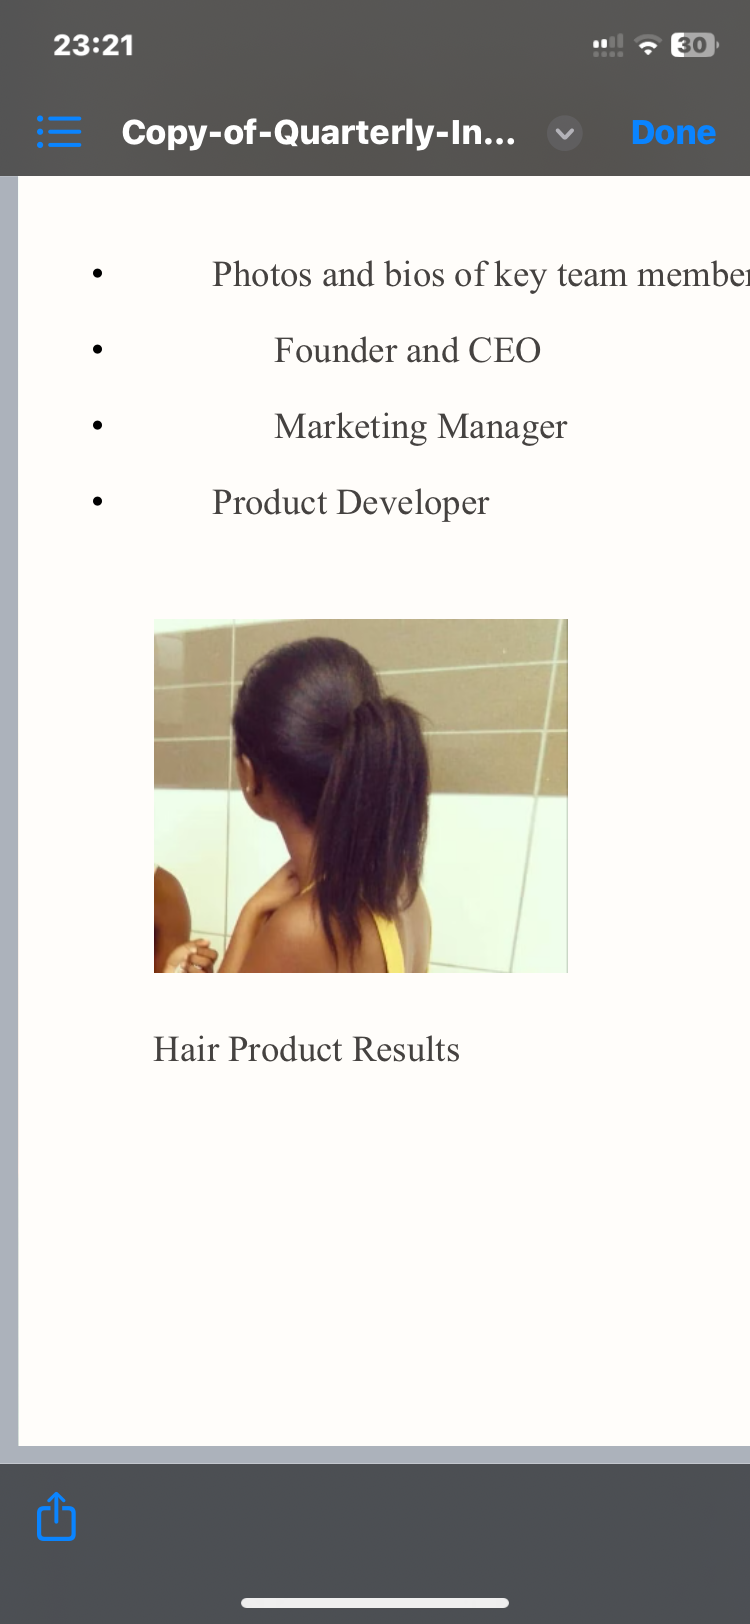 23:21
30
Copy-of-Quarterly-In...
Done
• Photos and bios of key team member
• Founder and CEO
• Marketing Manager
• Product Developer
Hair Product Results